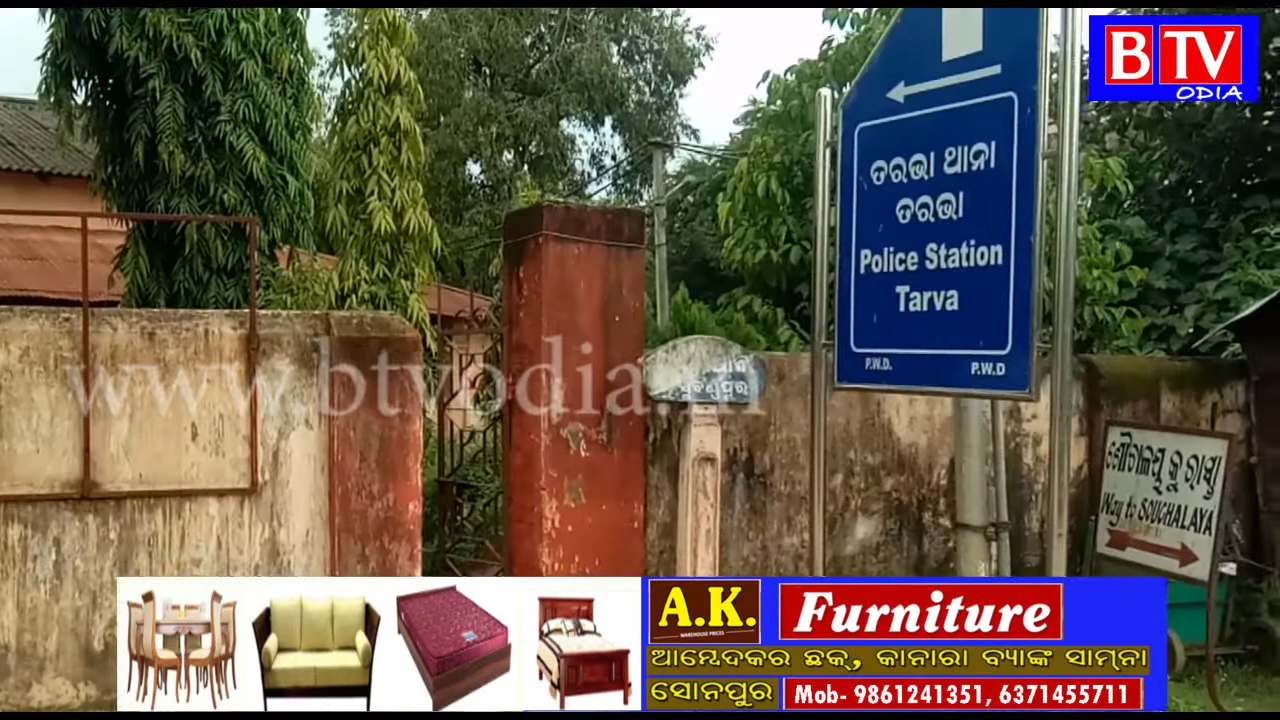 BTV
ODIA
ତରଭା ଥାନା
ତରଭା
Police Station
Tarva
P.W.D.
P.W.D
www.btvodia.in
ଶୌଚାଳୟ କୁ ରାସ୍ତା
Way to SOUCHALAYA
A.K.
WAREHOUSE PRICES
Furniture
ଆମ୍ବେଦକର ଛକ, କାନାରା ବ୍ୟାଙ୍କ ସାମ୍‌ନା
ସୋନପୁର
Mob- 9861241351, 6371455711